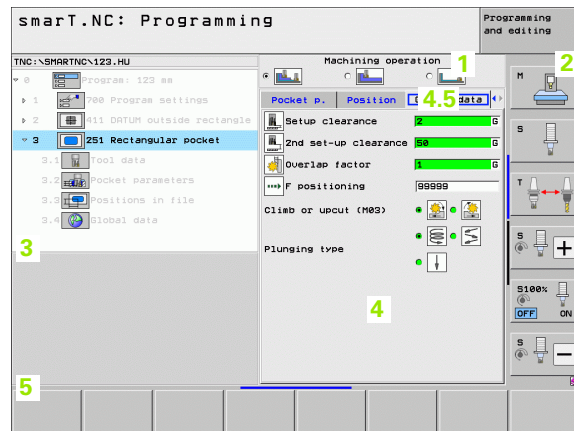 smarT.NC: Programming
Programming
and editing
TNC:\SMARTNC\123.HU
0 Program: 123 mm
1 700 Program settings
2 411 DATUM outside rectangle
3 251 Rectangular pocket
3.1 Tool data
3.2 Pocket parameters
3.3 Positions in file
3.4 Global data
3
Machining operation
1
Pocket p. Position
4.5
data
Setup clearance 2 G
2nd set-up clearance 50 G
Overlap factor 1 G
F positioning 99999
Climb or upcut (M03)
Plunging type
4
2
M
S
T
S
S100%
OFF ON
S
5